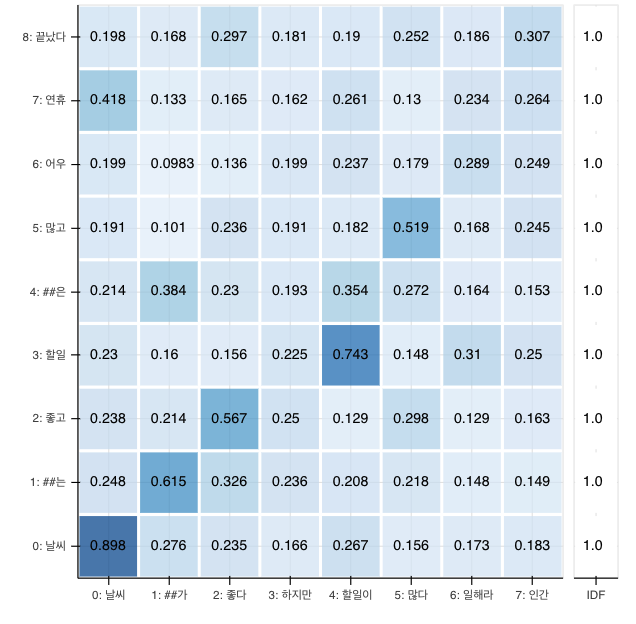 8: 끝났다 0.198 0.168 0.297 0.181 0.19 0.252 0.186 0.307 1.0
7: 연휴 0.418 0.133 0.165 0.162 0.261 0.13 0.234 0.264 1.0
6: 어우 0.199 0.0983 0.136 0.199 0.237 0.179 0.289 0.249 1.0
5: 많고 0.191 0.101 0.236 0.191 0.182 0.519 0.168 0.245 1.0
4: ##은 0.214 0.384 0.23 0.193 0.354 0.272 0.164 0.153 1.0
3: 할일 0.23 0.16 0.156 0.225 0.743 0.148 0.31 0.25 1.0
2: 좋고 0.238 0.214 0.567 0.25 0.129 0.298 0.129 0.163 1.0
1: ##는 0.248 0.615 0.326 0.236 0.208 0.218 0.148 0.149 1.0
0: 날씨 0.898 0.276 0.235 0.166 0.267 0.156 0.173 0.183 1.0
0: 날씨 1: ##가 2: 좋다 3: 하지만 4: 할일이 5: 많다 6: 일해라 7: 인간 IDF